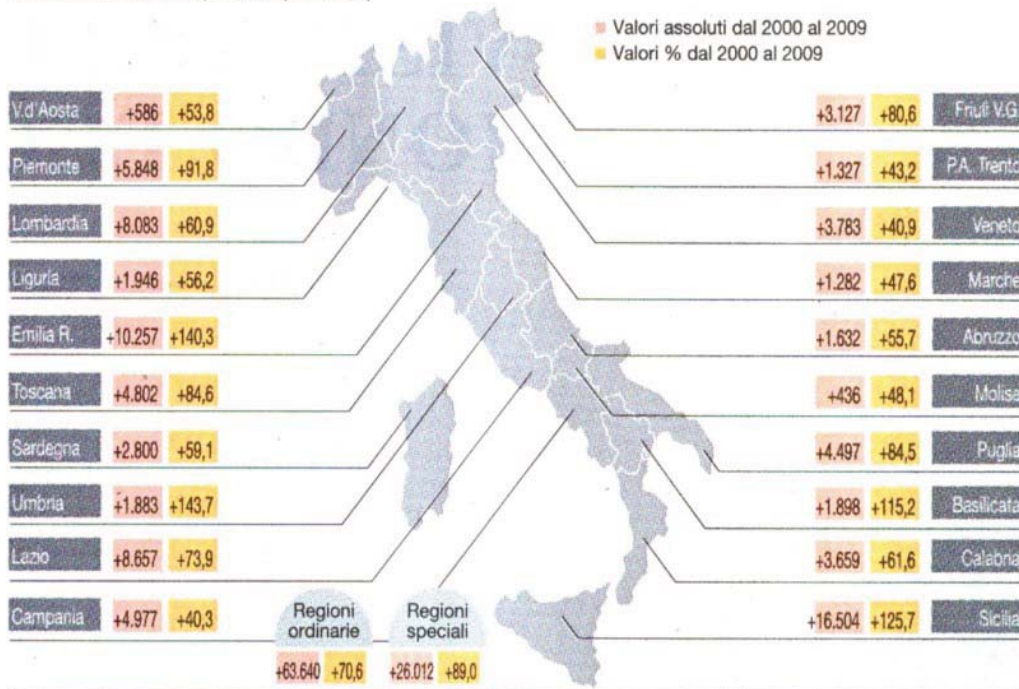 Valori assoluti dal 2000 al 2009
Valori % dal 2000 al 2009
V.d'Aosta +586 +53,8
Piemonte +5.848 +91,8
Lombardia +8.083 +60,9
Liguria +1.946 +56,2
Emilia R. +10.257 +140,3
Toscana +4.802 +84,6
Sardegna +2.800 +59,1
Umbria +1.883 +143,7
Lazio +8.657 +73,9
Campania +4.977 +40,3
+3.127 +80,6 Friuli V.G.
+1.327 +43,2 P.A. Trento
+3.783 +40,9 Veneto
+1.282 +47,6 Marche
+1.632 +55,7 Abruzzo
+436 +48,1 Molise
+4.497 +84,5 Puglia
+1.898 +115,2 Basilicata
+3.659 +61,6 Calabria
+16.504 +125,7 Sicilia
Regioni
ordinarie
+63.640 +70,6
Regioni
speciali
+26.012 +89,0